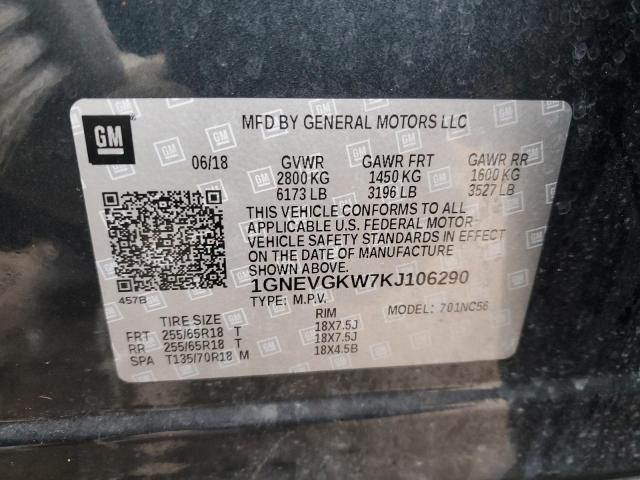 GM
MFD BY GENERAL MOTORS LLC
06/18 GVWR GAWR FRT GAWR RR
2800 KG 1450 KG 1600 KG
6173 LB 3196 LB 3527 LB
THIS VEHICLE CONFORMS TO ALL
APPLICABLE U.S. FEDERAL MOTOR
VEHICLE SAFETY STANDARDS IN EFFECT
ON THE DATE OF MANUFACTURE
SHOWN ABOVE.
457B
1GNEVGKW7KJ106290
TYPE: M.P.V.
MODEL: 701NC56
TIRE SIZE RIM
FRT 255/65R18 T 18X7.5J
RR 255/65R18 T 18X7.5J
SPA T135/70R18 M 18X4.5B